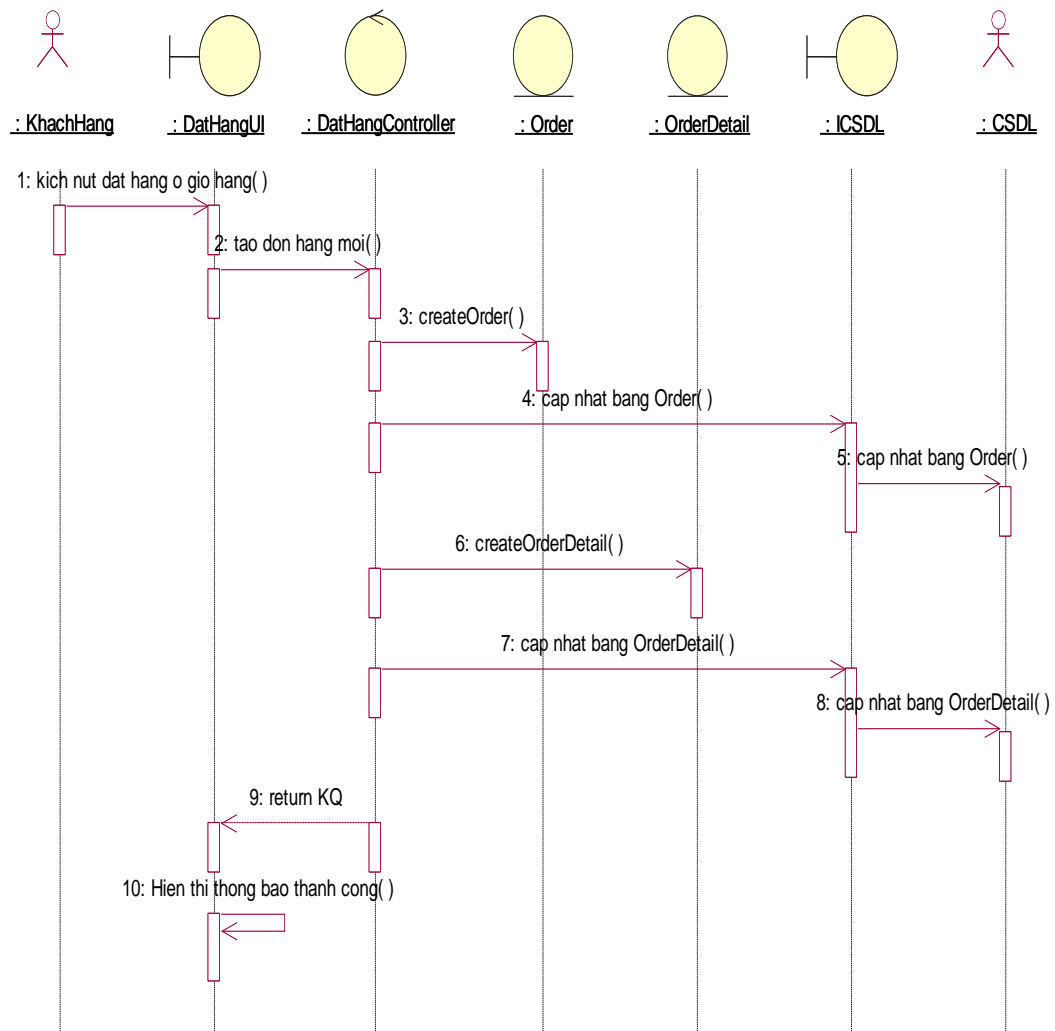 : KhachHang
: DatHangUI
: DatHangController
: Order
: OrderDetail
: ICSDL
: CSDL
1: kich nut dat hang o gio hang( )
2: tao don hang moi( )
3: createOrder( )
4: cap nhat bang Order( )
5: cap nhat bang Order( )
6: createOrderDetail( )
7: cap nhat bang OrderDetail( )
8: cap nhat bang OrderDetail( )
9: return KQ
10: Hien thi thong bao thanh cong( )